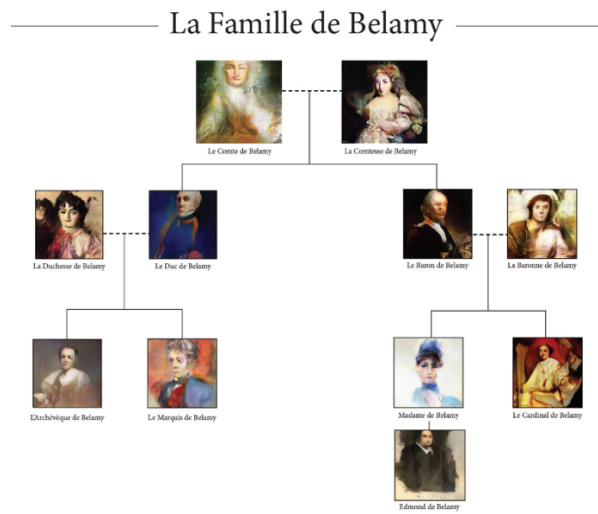 La Famille de Belamy
Le Comte de Belamy
La Comtesse de Belamy
La Duchesse de Belamy
Le Duc de Belamy
Le Baron de Belamy
La Baronne de Belamy
L'Archévèque de Belamy
Le Marquis de Belamy
Madame de Belamy
Le Cardinal de Belamy
Edmond de Belamy